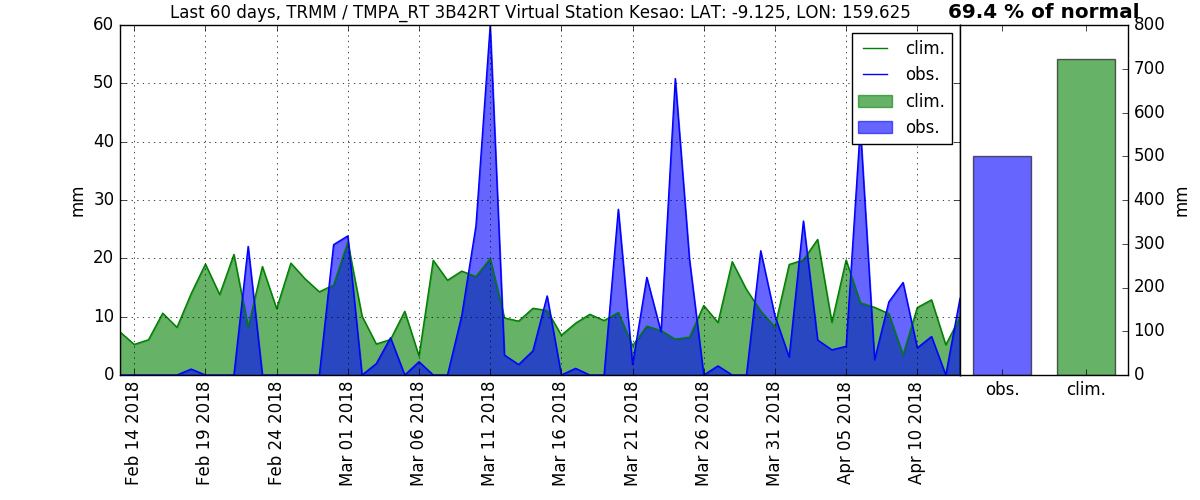 Last 60 days, TRMM / TMPA_RT 3B42RT Virtual Station Kesao: LAT: -9.125, LON: 159.625
69.4 % of normal
60
50
40
30
20
10
0
mm
clim.
obs.
clim.
obs.
800
700
600
500
400
300
200
100
0
mm
obs.
clim.
Feb 14 2018
Feb 19 2018
Feb 24 2018
Mar 01 2018
Mar 06 2018
Mar 11 2018
Mar 16 2018
Mar 21 2018
Mar 26 2018
Mar 31 2018
Apr 05 2018
Apr 10 2018